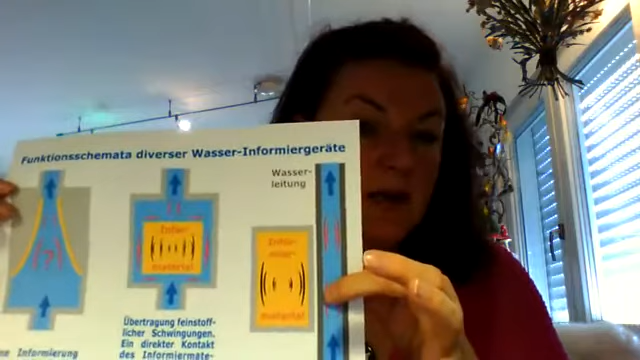 Funktionsschemata diverser Wasser-Informiergeräte
Wasser-
leitung
Infor-
mier-
material
Infor-
mier-
material
Übertragung feinstoff-
licher Schwingungen.
Ein direkter Kontakt
des Informiermate-
ne Informierung